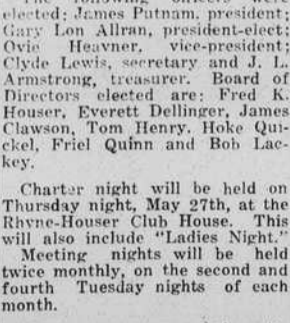 The following officers were
elected: James Putnam, president;
Gary Lon Allran, president-elect;
Ovie Heavner, vice-president;
Clyde Lewis, secretary and J. L.
Armstrong, treasurer. Board of
Directors elected are: Fred K.
Houser, Everett Dellinger, James
Clawson, Tom Henry. Hoke Qui-
ckel, Friel Quinn and Bob Lac-
key.
Charter night will be held on
Thursday night, May 27th, at the
Rhyne-Houser Club House. This
will also include "Ladies Night."
Meeting nights will be held
twice monthly, on the second and
fourth Tuesday nights of each
month.